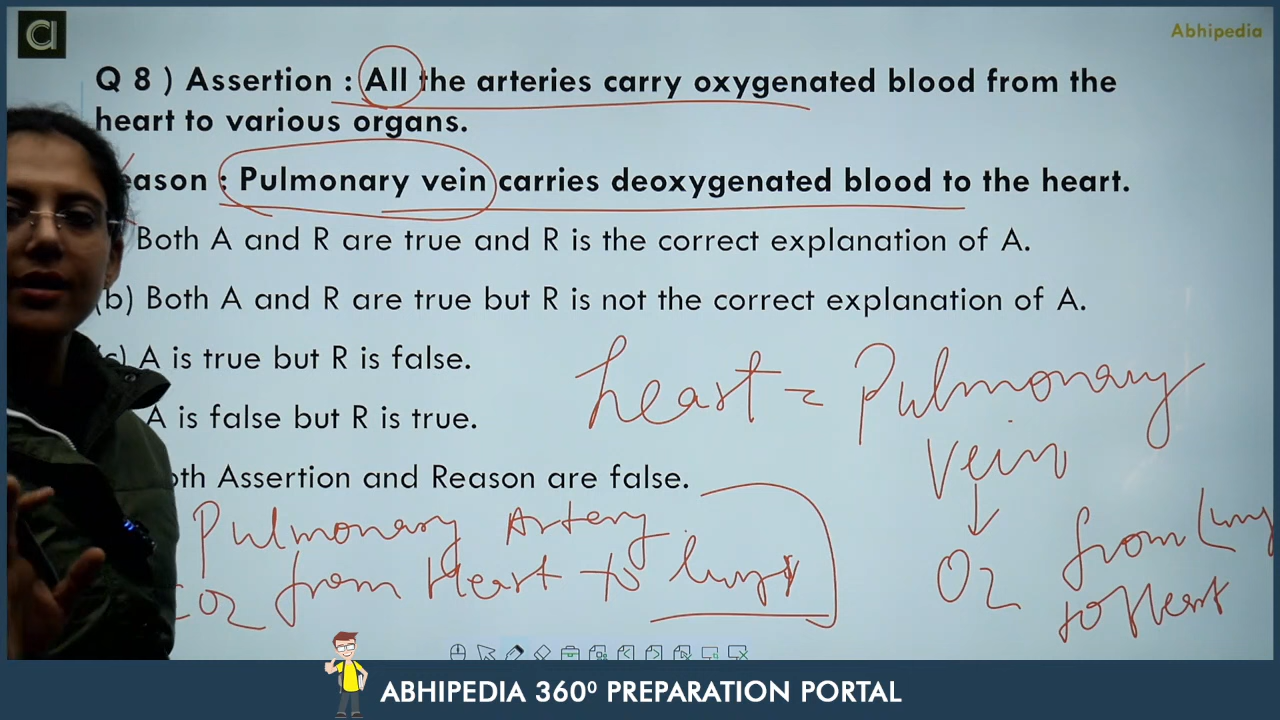 Abhipedia
Q 8 ) Assertion : All the arteries carry oxygenated blood from the
heart to various organs.
eason : Pulmonary vein carries deoxygenated blood to the heart.
Both A and R are true and R is the correct explanation of A.
(b) Both A and R are true but R is not the correct explanation of A.
(c) A is true but R is false.
A is false but R is true.
oth Assertion and Reason are false.
heart = Pulmonary
vein
O2 from lung
to Heart
Pulmonary Artery
CO2 from Heart to lungs
ABHIPEDIA 360⁰ PREPARATION PORTAL